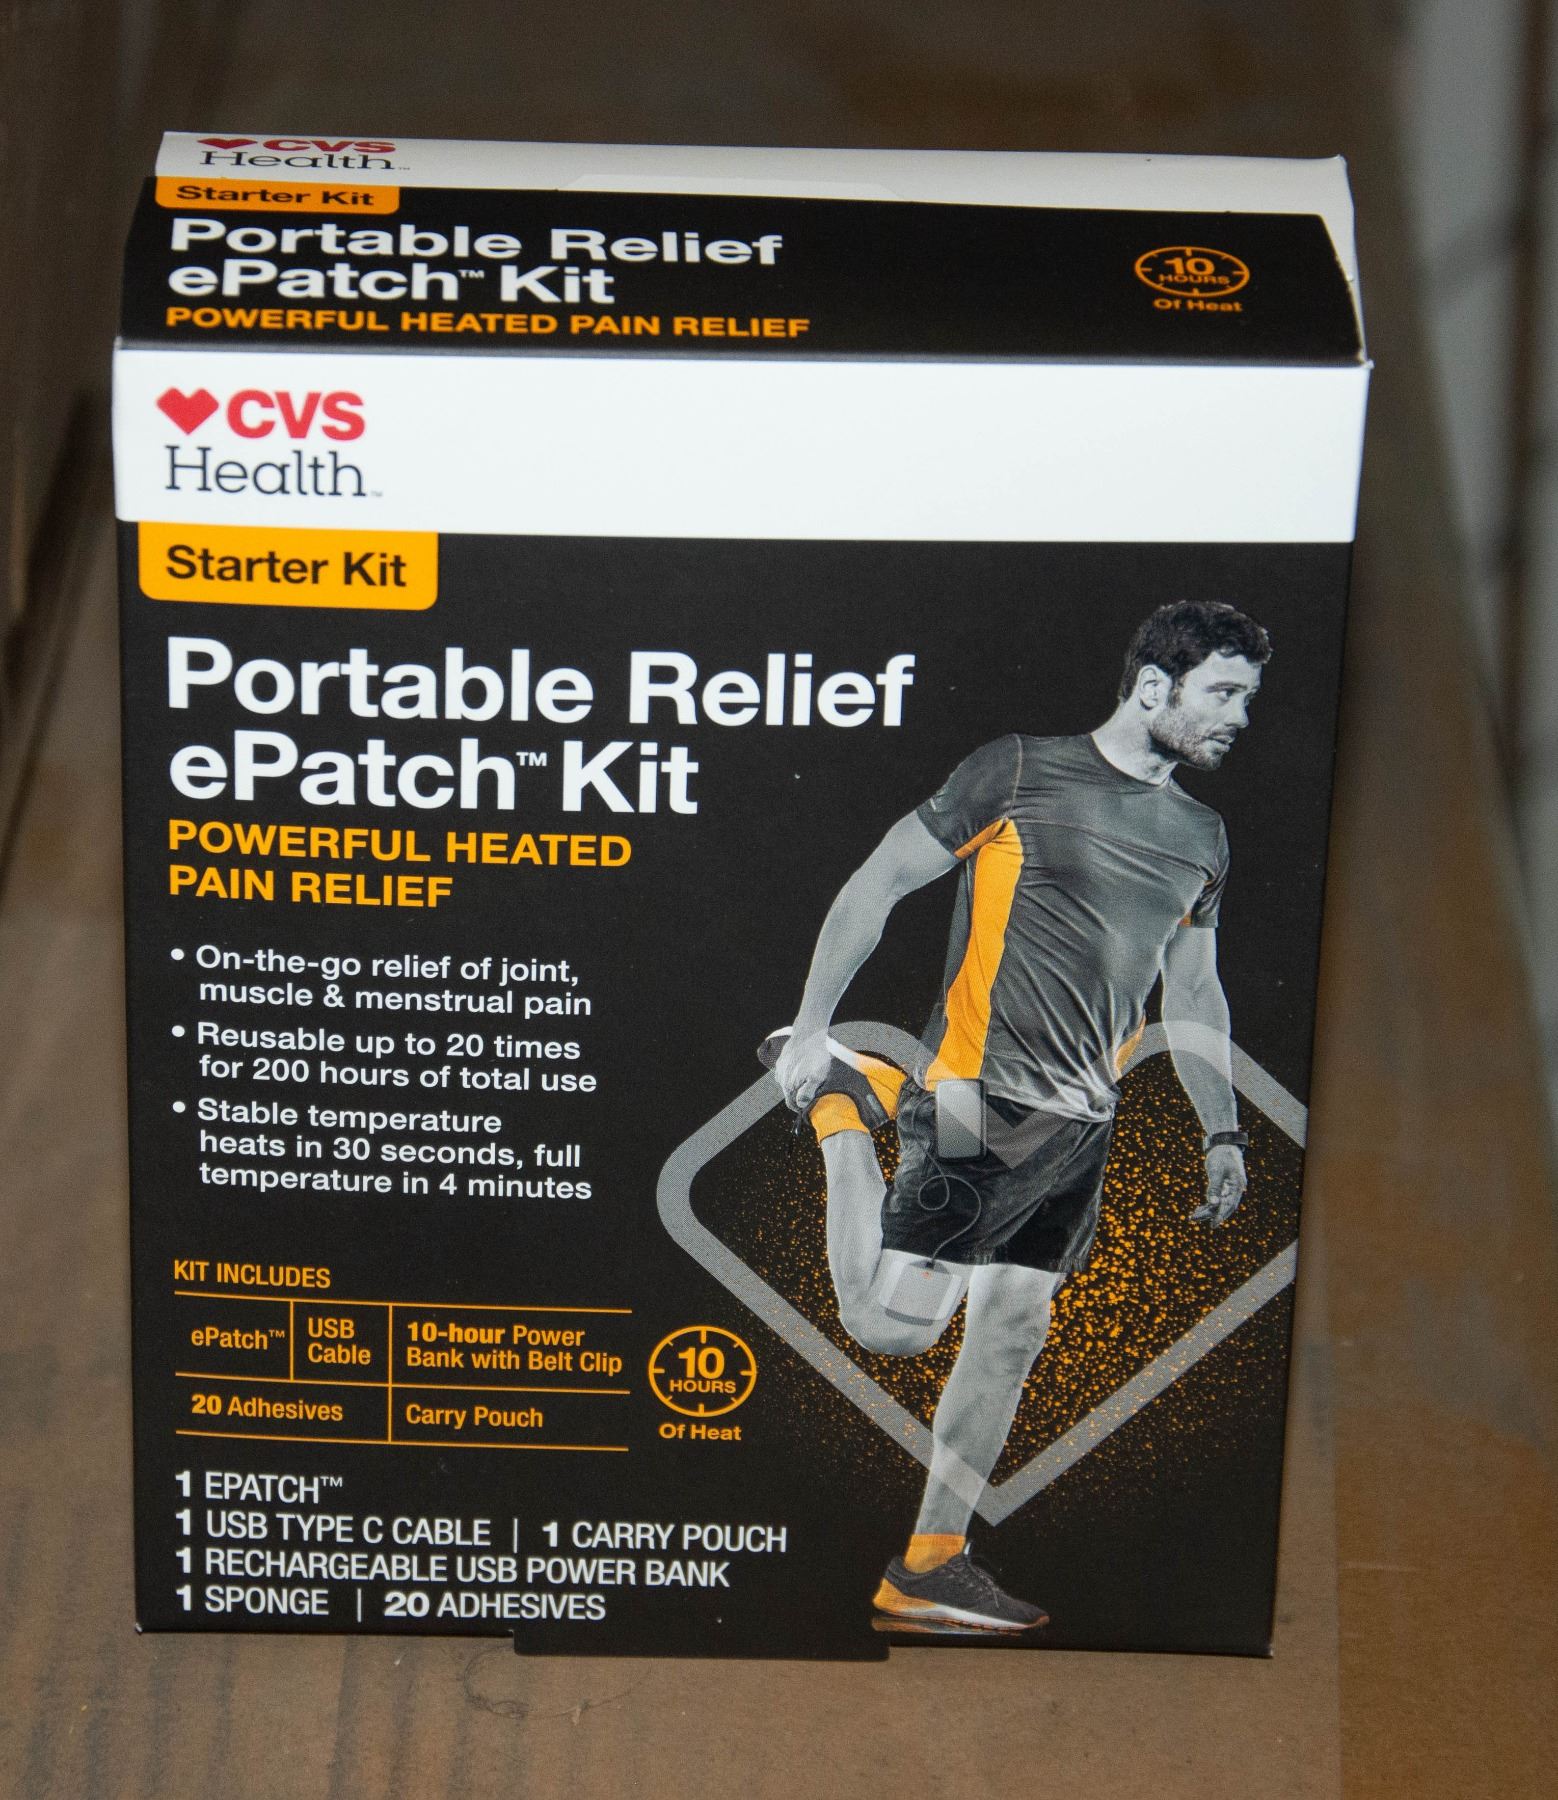 CVS
Health™
Starter Kit
Portable Relief
ePatch™ Kit
POWERFUL HEATED PAIN RELIEF
10
HOURS
Of Heat
CVS
Health™
Starter Kit
Portable Relief
ePatch™ Kit
POWERFUL HEATED
PAIN RELIEF
• On-the-go relief of joint,
muscle & menstrual pain
• Reusable up to 20 times
for 200 hours of total use
• Stable temperature
heats in 30 seconds, full
temperature in 4 minutes
KIT INCLUDES
ePatch™
USB
Cable
10-hour Power
Bank with Belt Clip
20 Adhesives
Carry Pouch
10
HOURS
Of Heat
1 EPATCH™
1 USB TYPE C CABLE | 1 CARRY POUCH
1 RECHARGEABLE USB POWER BANK
1 SPONGE | 20 ADHESIVES